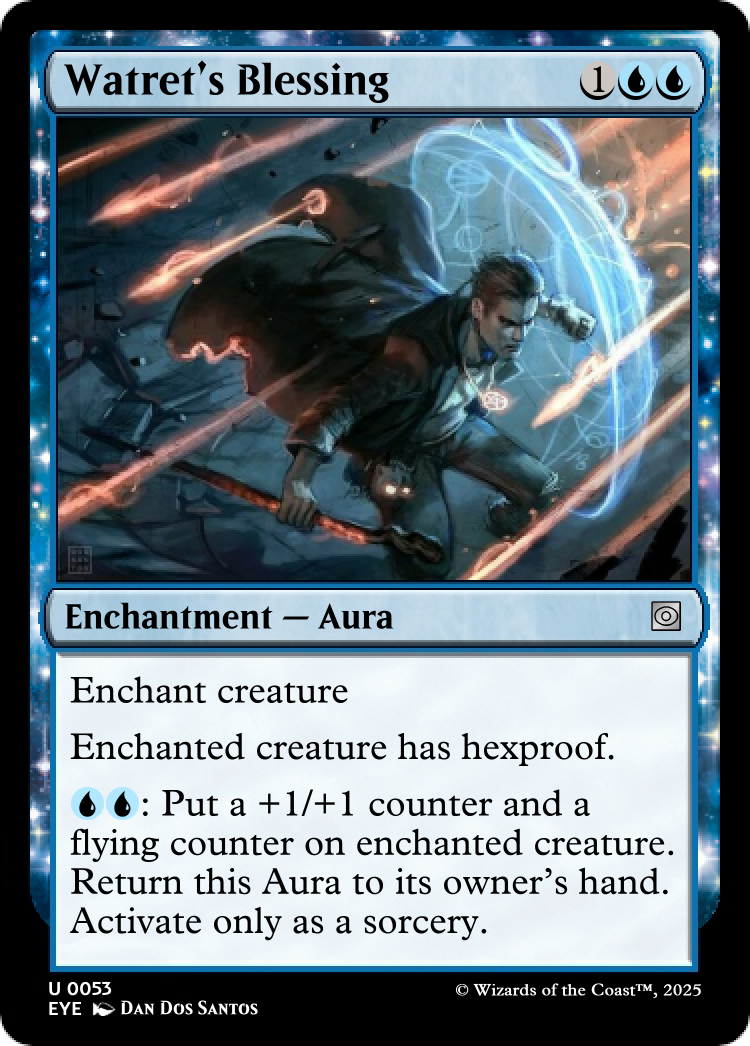 Watret's Blessing 1
Enchantment — Aura
Enchant creature
Enchanted creature has hexproof.
: Put a +1/+1 counter and a
flying counter on enchanted creature.
Return this Aura to its owner's hand.
Activate only as a sorcery.
U 0053
EYE DAN DOS SANTOS
© Wizards of the Coast™, 2025